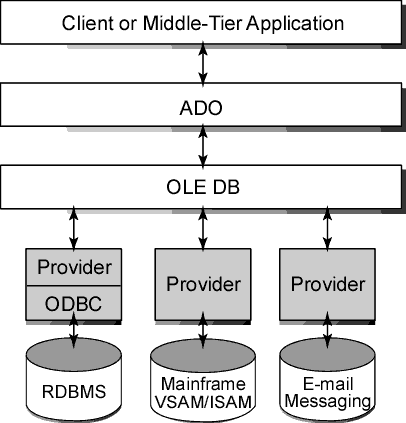 Client or Middle-Tier Application
ADO
OLE DB
Provider
ODBC
Provider
Provider
RDBMS
Mainframe
VSAM/ISAM
E-mail
Messaging